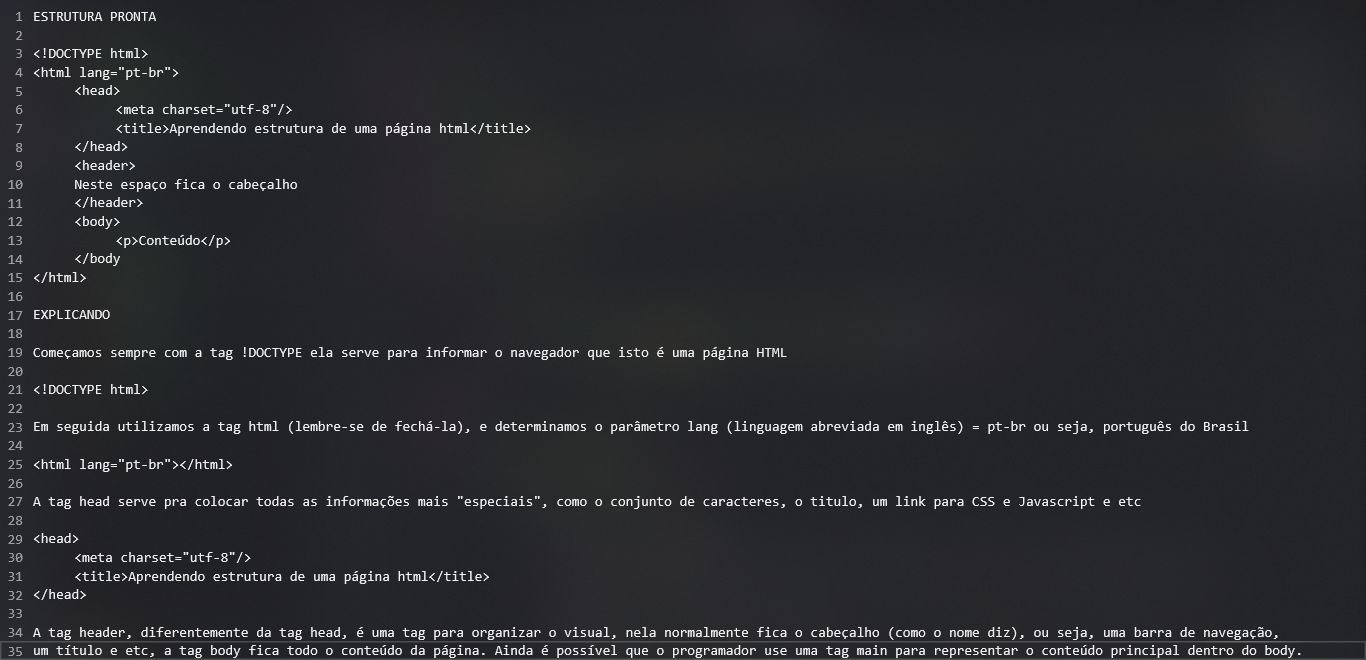 1 ESTRUTURA PRONTA
2
3 <!DOCTYPE html>
4 <html lang="pt-br">
5 <head>
6 <meta charset="utf-8"/>
7 <title>Aprendendo estrutura de uma página html</title>
8 </head>
9 <header>
10 Neste espaço fica o cabeçalho
11 </header>
12 <body>
13 <p>Conteúdo</p>
14 </body
15 </html>
16
17 EXPLICANDO
18
19 Começamos sempre com a tag !DOCTYPE ela serve para informar o navegador que isto é uma página HTML
20
21 <!DOCTYPE html>
22
23 Em seguida utilizamos a tag html (lembre-se de fechá-la), e determinamos o parâmetro lang (linguagem abreviada em inglês) = pt-br ou seja, português do Brasil
24
25 <html lang="pt-br"></html>
26
27 A tag head serve pra colocar todas as informações mais "especiais", como o conjunto de caracteres, o titulo, um link para CSS e Javascript e etc
28
29 <head>
30 <meta charset="utf-8"/>
31 <title>Aprendendo estrutura de uma página html</title>
32 </head>
33
34 A tag header, diferentemente da tag head, é uma tag para organizar o visual, nela normalmente fica o cabeçalho (como o nome diz), ou seja, uma barra de navegação,
35 um título e etc, a tag body fica todo o conteúdo da página. Ainda é possível que o programador use uma tag main para representar o conteúdo principal dentro do body.